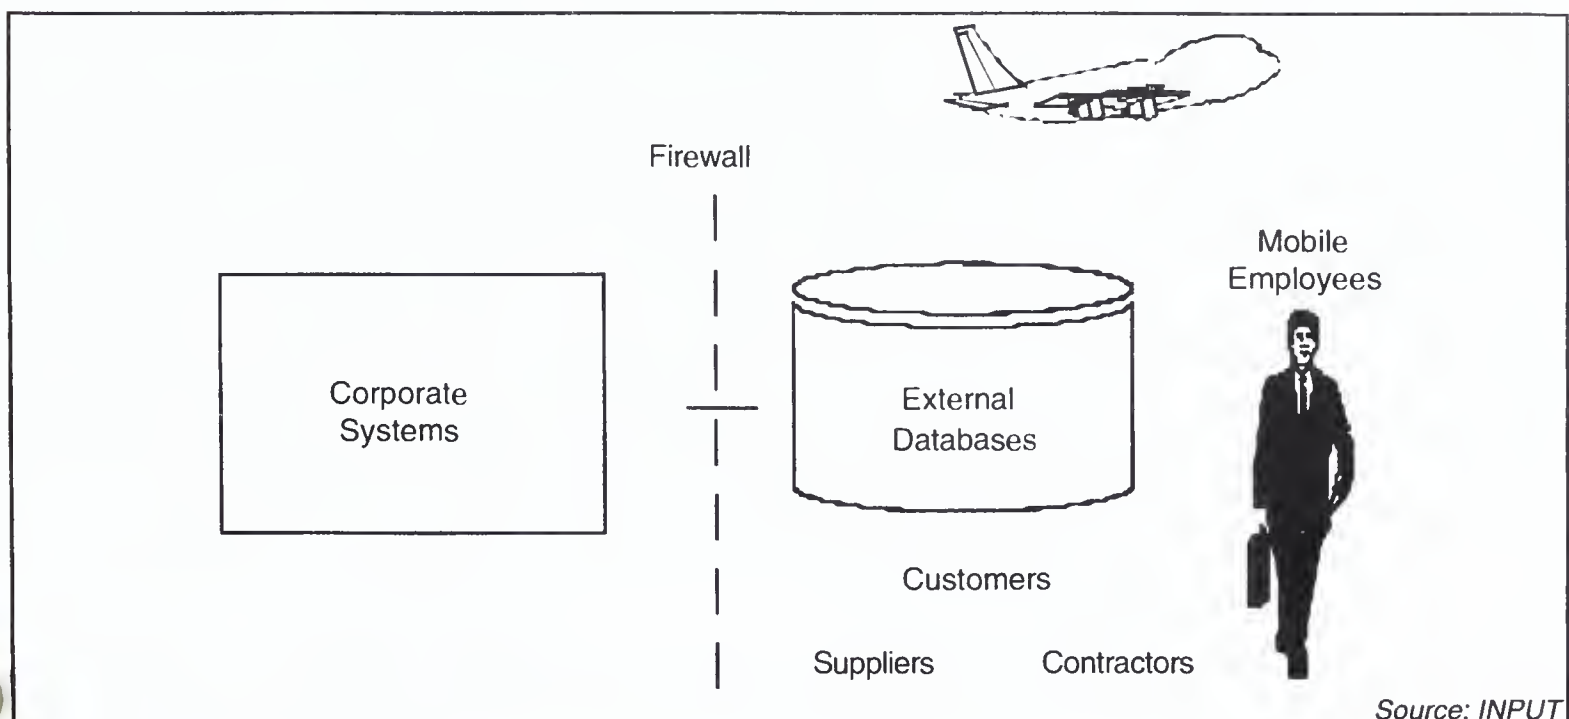 Firewall
Mobile
Employees
Corporate
Systems
External
Databases
Customers
Suppliers
Contractors
Source: INPUT